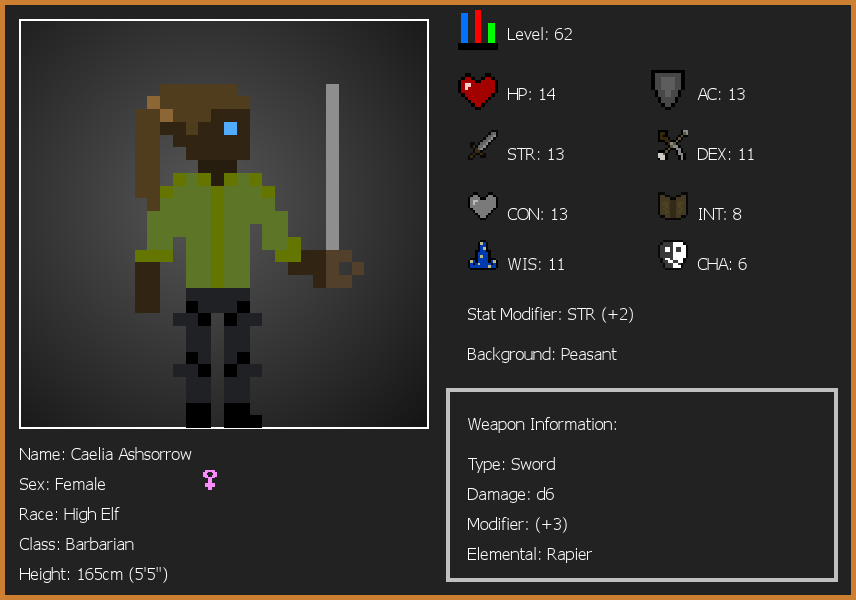 Level: 62
HP: 14
AC: 13
STR: 13
DEX: 11
CON: 13
INT: 8
WIS: 11
CHA: 6
Stat Modifier: STR (+2)
Background: Peasant
Weapon Information:
Type: Sword
Damage: d6
Modifier: (+3)
Elemental: Rapier
Name: Caelia Ashsorrow
Sex: Female
Race: High Elf
Class: Barbarian
Height: 165cm (5'5")